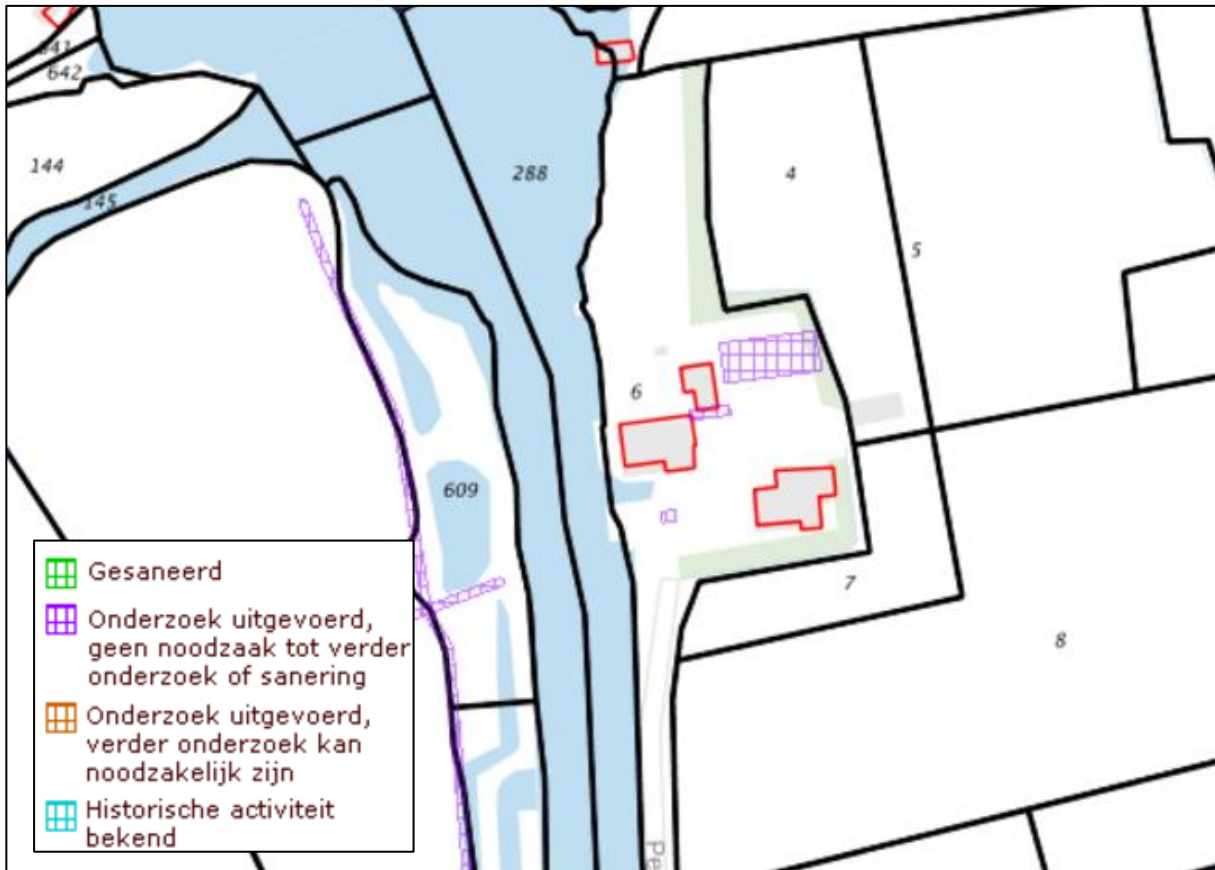 642
144
145
288
4
5
6
609
7
8
Gesaneerd
Onderzoek uitgevoerd,
geen noodzaak tot verder
onderzoek of sanering
Onderzoek uitgevoerd,
verder onderzoek kan
noodzakelijk zijn
Historische activiteit
bekend
Pe